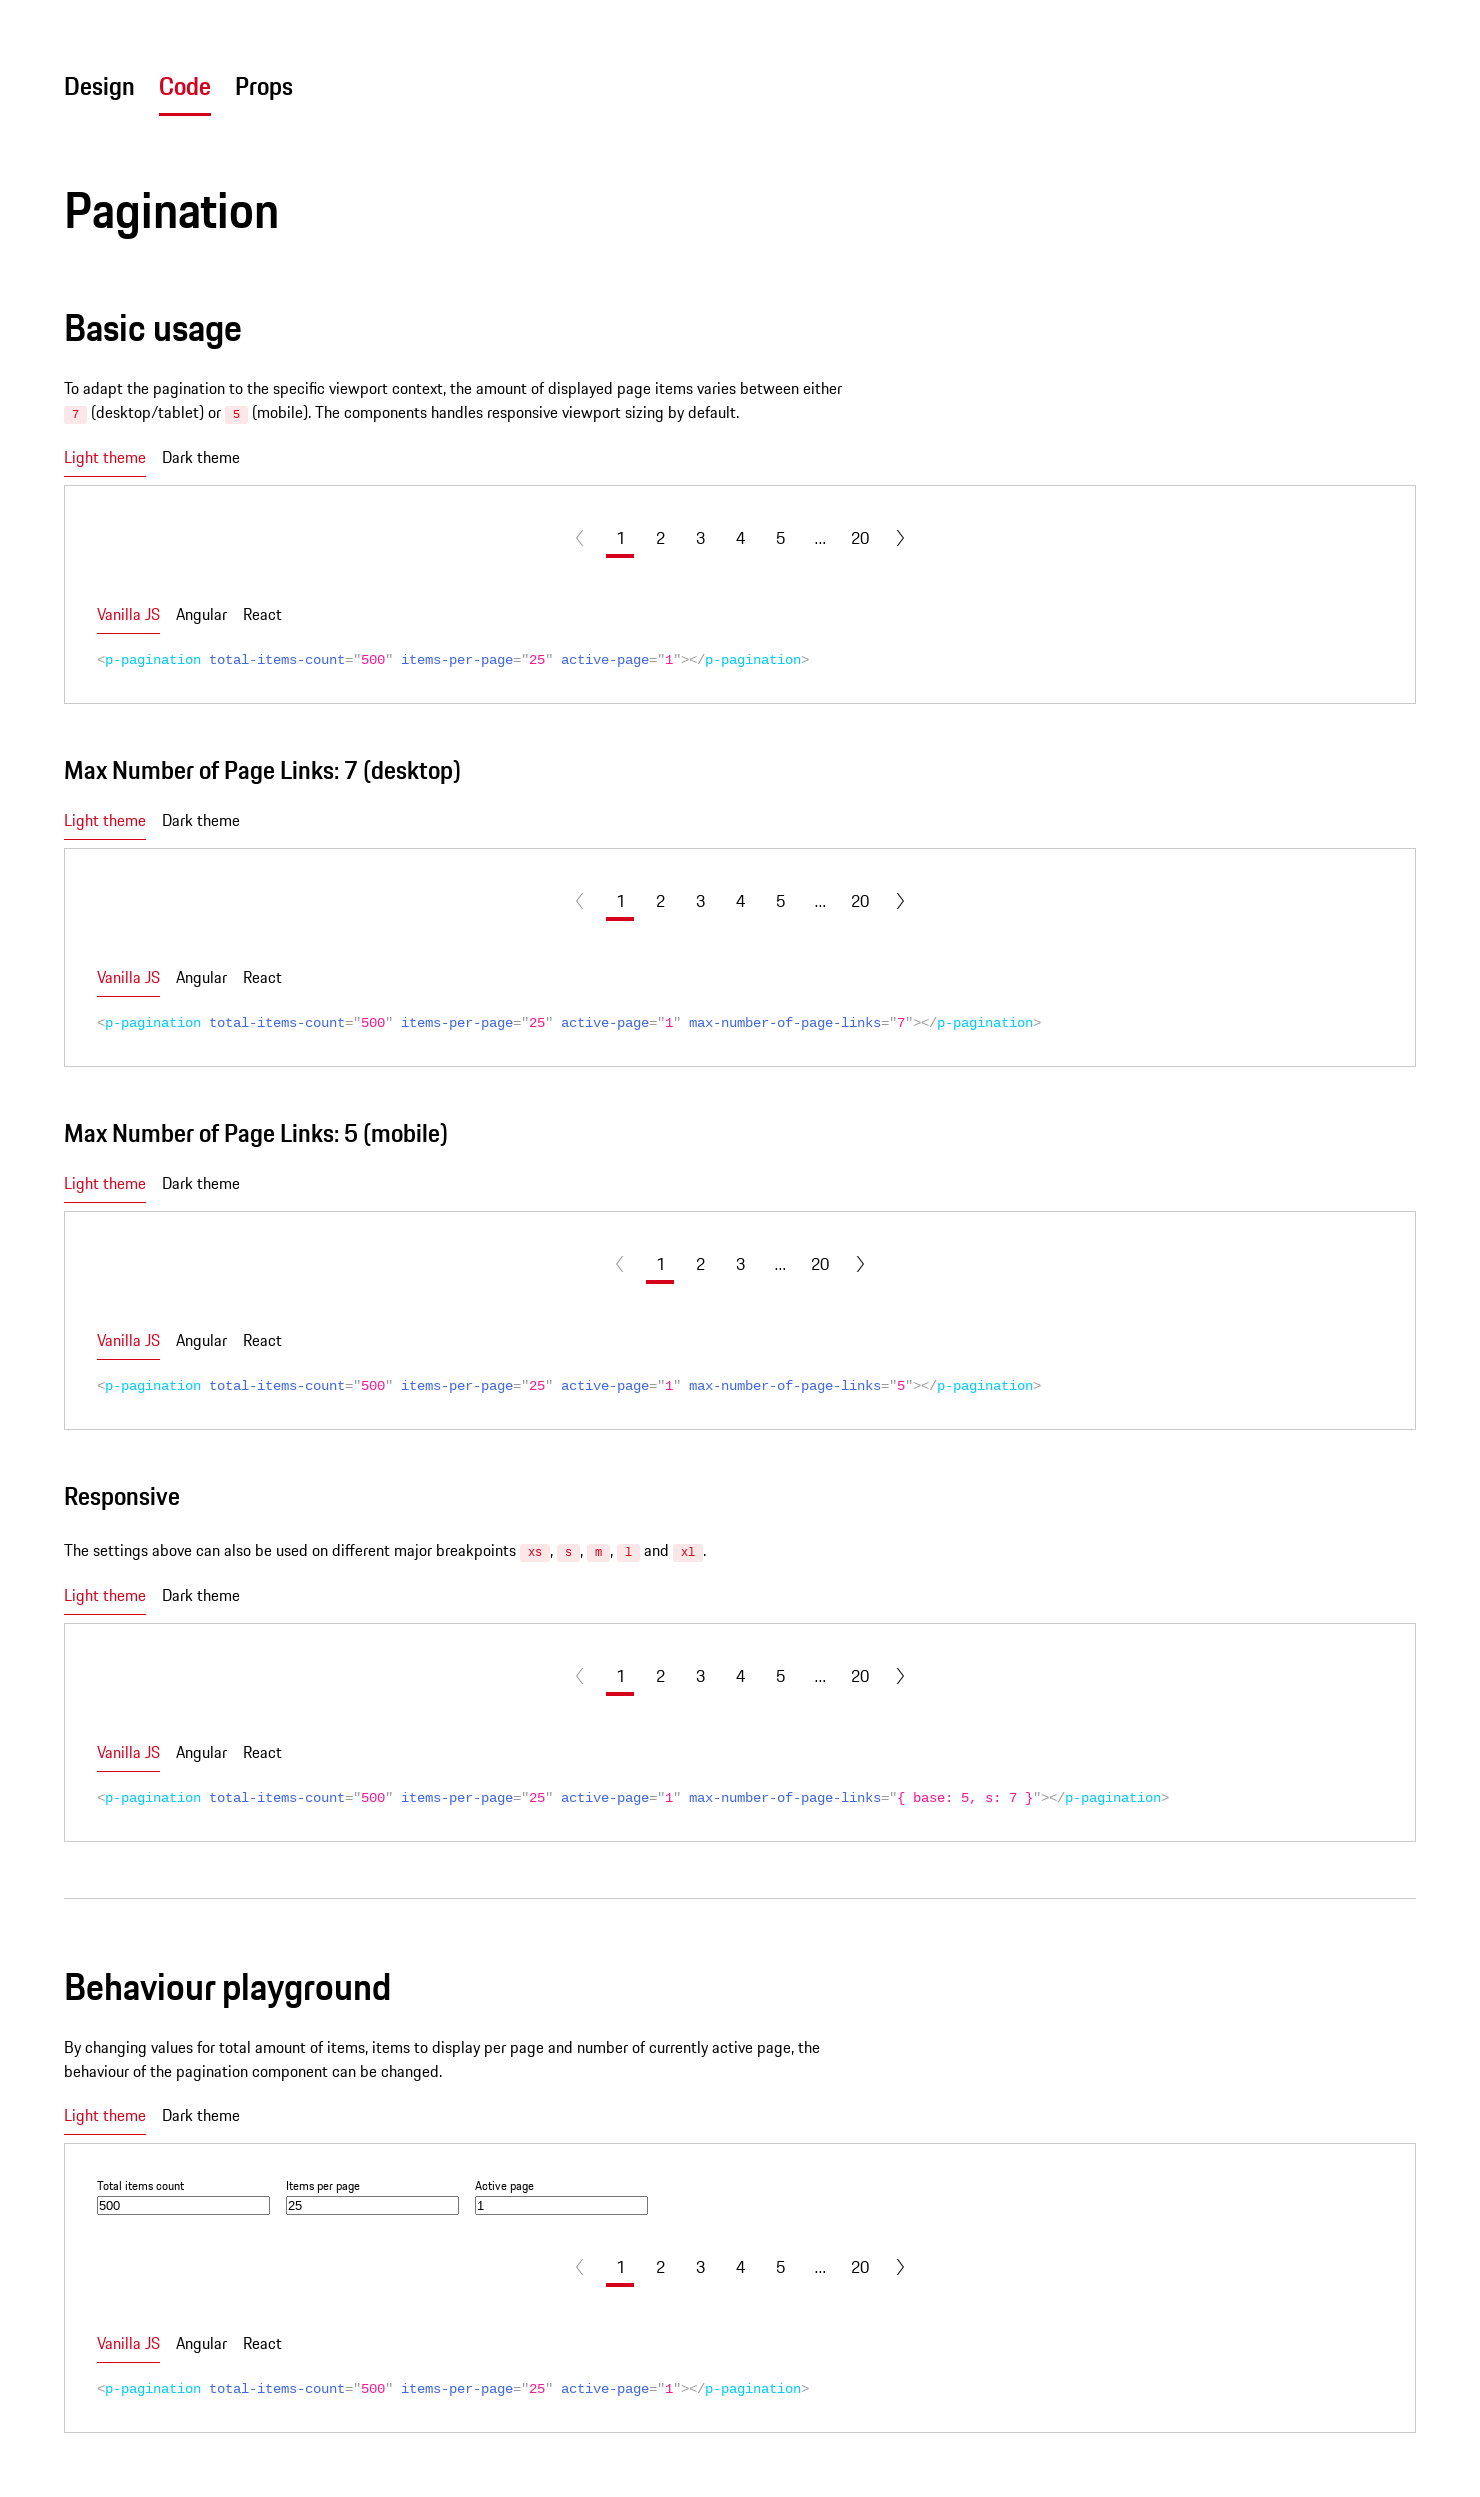 Design Code Props
Pagination
Basic usage
To adapt the pagination to the specific viewport context, the amount of displayed page items varies between either
7 (desktop/tablet) or 5 (mobile). The components handles responsive viewport sizing by default.
Light theme Dark theme
1 2 3 4 5 ... 20
Vanilla JS Angular React
<p-pagination total-items-count="500" items-per-page="25" active-page="1"></p-pagination>
Max Number of Page Links: 7 (desktop)
Light theme Dark theme
1 2 3 4 5 ... 20
Vanilla JS Angular React
<p-pagination total-items-count="500" items-per-page="25" active-page="1" max-number-of-page-links="7"></p-pagination>
Max Number of Page Links: 5 (mobile)
Light theme Dark theme
1 2 3 ... 20
Vanilla JS Angular React
<p-pagination total-items-count="500" items-per-page="25" active-page="1" max-number-of-page-links="5"></p-pagination>
Responsive
The settings above can also be used on different major breakpoints xs, s, m, l and xl.
Light theme Dark theme
1 2 3 4 5 ... 20
Vanilla JS Angular React
<p-pagination total-items-count="500" items-per-page="25" active-page="1" max-number-of-page-links="{ base: 5, s: 7 }"></p-pagination>
Behaviour playground
By changing values for total amount of items, items to display per page and number of currently active page, the
behaviour of the pagination component can be changed.
Light theme Dark theme
Total items count Items per page Active page
500 25 1
1 2 3 4 5 ... 20
Vanilla JS Angular React
<p-pagination total-items-count="500" items-per-page="25" active-page="1"></p-pagination>